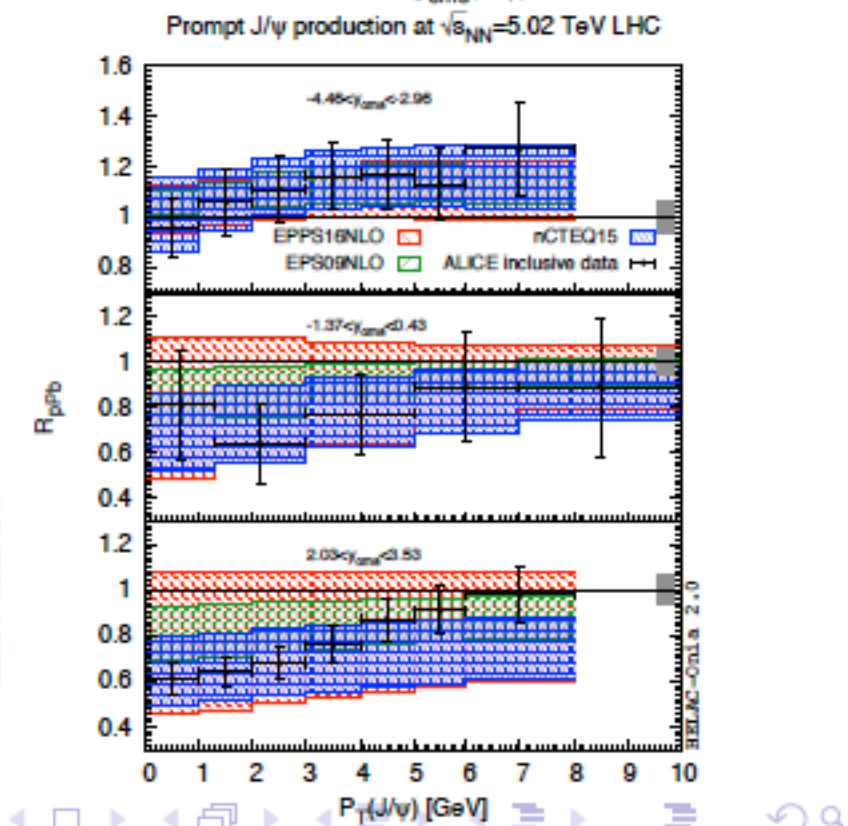 Prompt J/ψ production at √sNN=5.02 TeV LHC
1.6
1.4
1.2
1
0.8
-4.46<ycms<-2.96
EPPS16NLO
nCTEQ15
EPS09NLO
ALICE inclusive data
1.2
1
0.8
0.6
0.4
-1.37<ycms<0.43
RpPb
1.2
1
0.8
0.6
0.4
2.03<ycms<3.53
HELAC-Onia 2.0
0 1 2 3 4 5 6 7 8 9 10
PT(J/ψ) [GeV]